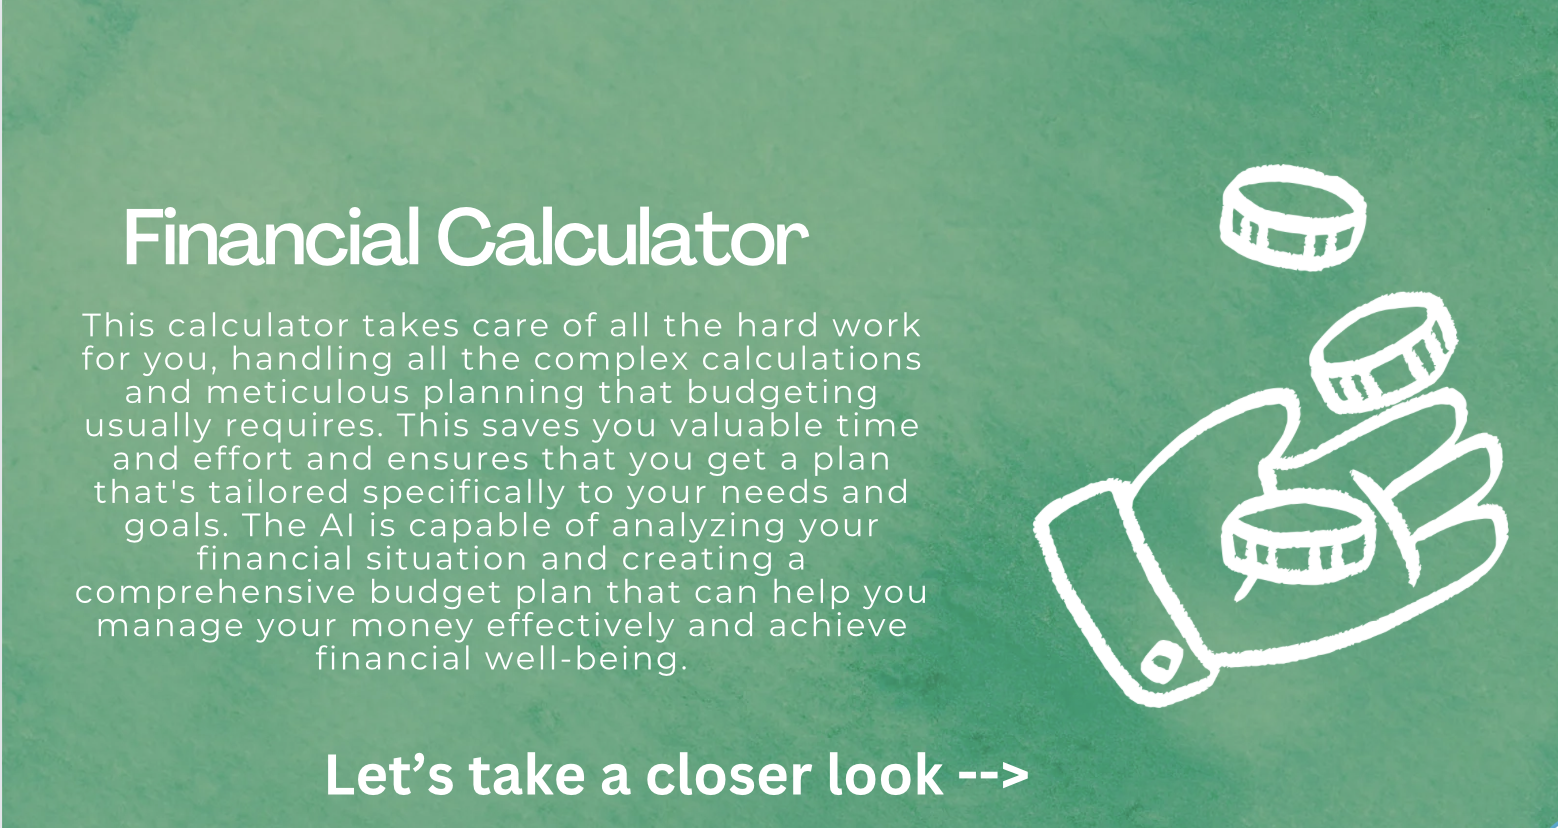 Financial Calculator
This calculator takes care of all the hard work
for you, handling all the complex calculations
and meticulous planning that budgeting
usually requires. This saves you valuable time
and effort and ensures that you get a plan
that's tailored specifically to your needs and
goals. The AI is capable of analyzing your
financial situation and creating a
comprehensive budget plan that can help you
manage your money effectively and achieve
financial well-being.
Let’s take a closer look -->